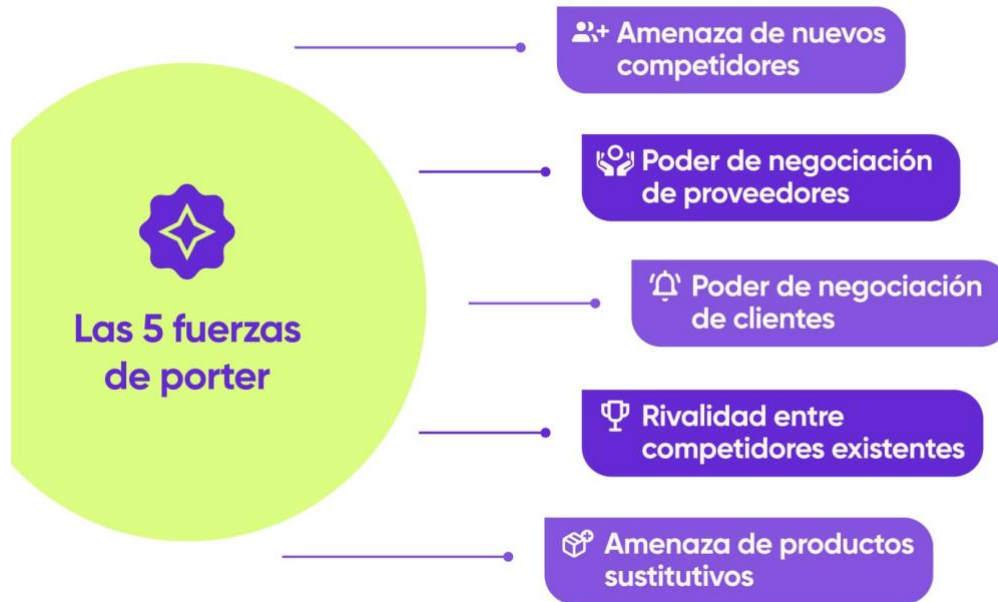 Las 5 fuerzas
de porter
Amenaza de nuevos
competidores
Poder de negociación
de proveedores
Poder de negociación
de clientes
Rivalidad entre
competidores existentes
Amenaza de productos
sustitutivos